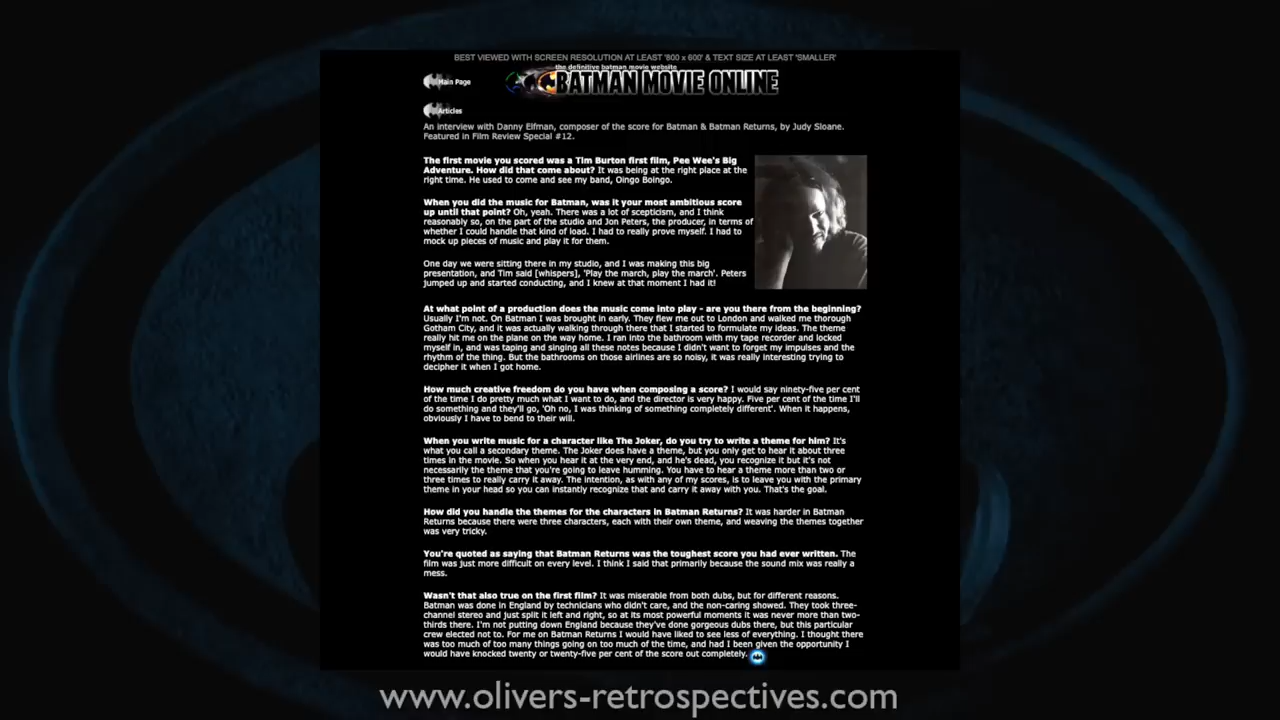 BEST VIEWED WITH SCREEN RESOLUTION AT LEAST '800 x 600' & TEXT SIZE AT LEAST 'SMALLER'
the definitive batman movie website
Main Page
BATMAN MOVIE ONLINE
Articles
An interview with Danny Elfman, composer of the score for Batman & Batman Returns, by Judy Sloane.
Featured in Film Review Special #12.
The first movie you scored was a Tim Burton first film, Pee Wee's Big
Adventure. How did that come about? It was being at the right place at the
right time. He used to come and see my band, Oingo Boingo.
When you did the music for Batman, was it your most ambitious score
up until that point? Oh, yeah. There was a lot of scepticism, and I think
reasonably so, on the part of the studio and Jon Peters, the producer, in terms of
whether I could handle that kind of load. I had to really prove myself. I had to
mock up pieces of music and play it for them.
One day we were sitting there in my studio, and I was making this big
presentation, and Tim said [whispers], 'Play the march, play the march'. Peters
jumped up and started conducting, and I knew at that moment I had it!
At what point of a production does the music come into play - are you there from the beginning?
Usually I'm not. On Batman I was brought in early. They flew me out to London and walked me thorough
Gotham City, and it was actually walking through there that I started to formulate my ideas. The theme
really hit me on the plane on the way home. I ran into the bathroom with my tape recorder and locked
myself in, and was taping and singing all these notes because I didn't want to forget my impulses and the
rhythm of the thing. But the bathrooms on those airlines are so noisy, it was really interesting trying to
decipher it when I got home.
How much creative freedom do you have when composing a score? I would say ninety-five per cent
of the time I do pretty much what I want to do, and the director is very happy. Five per cent of the time I'll
do something and they'll go, 'Oh no, I was thinking of something completely different'. When it happens,
obviously I have to bend to their will.
When you write music for a character like The Joker, do you try to write a theme for him? It's
what you call a secondary theme. The Joker does have a theme, but you only get to hear it about three
times in the movie. So when you hear it at the very end, and he's dead, you recognize it but it's not
necessarily the theme that you're going to leave humming. You have to hear a theme more than two or
three times to really carry it away. The intention, as with any of my scores, is to leave you with the primary
theme in your head so you can instantly recognize that and carry it away with you. That's the goal.
How did you handle the themes for the characters in Batman Returns? It was harder in Batman
Returns because there were three characters, each with their own theme, and weaving the themes together
was very tricky.
You're quoted as saying that Batman Returns was the toughest score you had ever written. The
film was just more difficult on every level. I think I said that primarily because the sound mix was really a
mess.
Wasn't that also true on the first film? It was miserable from both dubs, but for different reasons.
Batman was done in England by technicians who didn't care, and the non-caring showed. They took three-
channel stereo and just split it left and right, so at its most powerful moments it was never more than two-
thirds there. I'm not putting down England because they've done gorgeous dubs there, but this particular
crew elected not to. For me on Batman Returns I would have liked to see less of everything. I thought there
was too much of too many things going on too much of the time, and had I been given the opportunity I
would have knocked twenty or twenty-five per cent of the score out completely.
www.olivers-retrospectives.com